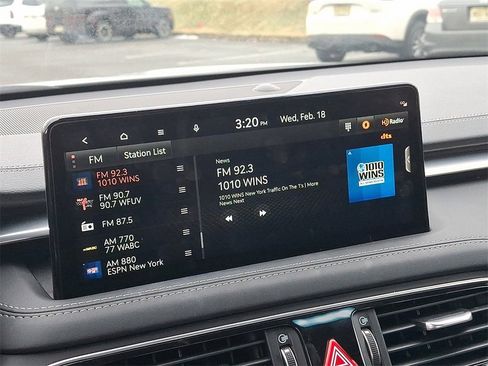 3:20 PM
Wed, Feb. 18
HD Radio
dts
FM
Station List
FM 92.3
1010 WINS
FM 90.7
90.7 WFUV
FM 87.5
AM 770
77 WABC
AM 880
ESPN New York
News
FM 92.3
1010 WINS
1010 WINS New York Traffic On The 1s | More
News Next
1010
WINS